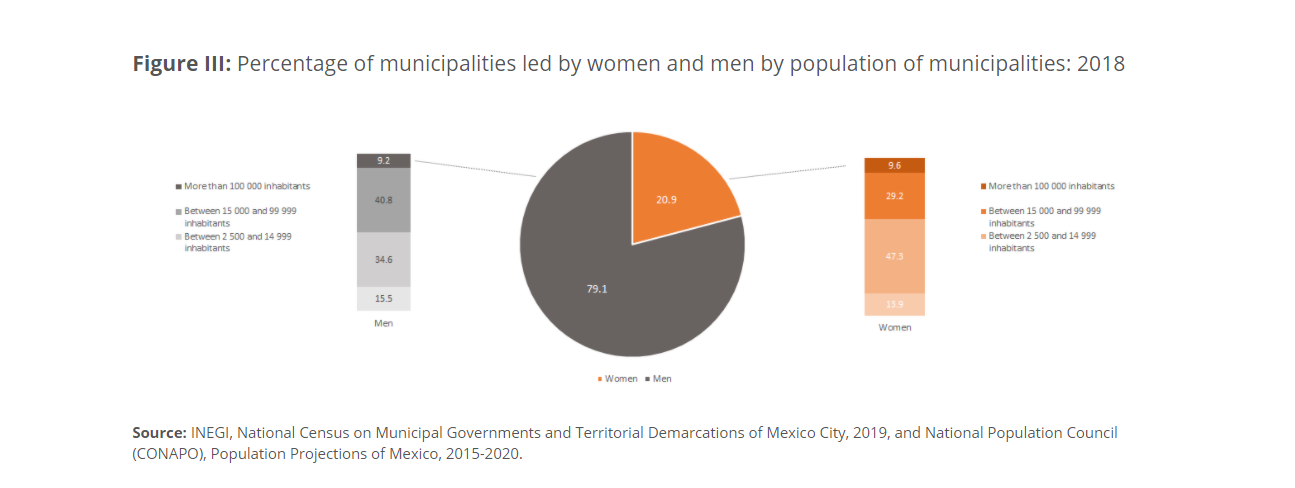 Figure III: Percentage of municipalities led by women and men by population of municipalities: 2018
More than 100 000 inhabitants
Between 15 000 and 99 999
inhabitants
Between 2 500 and 14 999
inhabitants
9.2
40.8
34.6
15.5
Men
20.9
79.1
Women
Men
9.6
29.2
47.3
13.9
Women
More than 100 000 inhabitants
Between 15 000 and 99 999
inhabitants
Between 2 500 and 14 999
inhabitants
Source: INEGI, National Census on Municipal Governments and Territorial Demarcations of Mexico City, 2019, and National Population Council
(CONAPO), Population Projections of Mexico, 2015-2020.